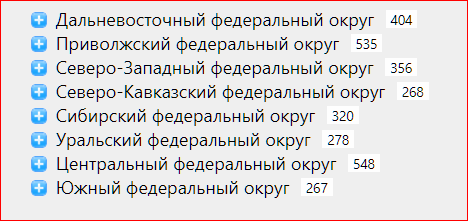 Дальневосточный федеральный округ 404
Приволжский федеральный округ 535
Северо-Западный федеральный округ 356
Северо-Кавказский федеральный округ 268
Сибирский федеральный округ 320
Уральский федеральный округ 278
Центральный федеральный округ 548
Южный федеральный округ 267